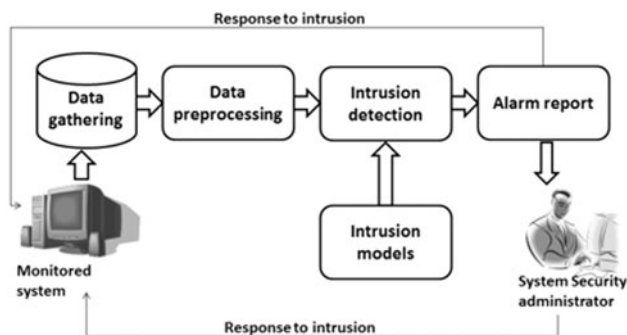 Response to intrusion
Data
gathering
Data
preprocessing
Intrusion
detection
Alarm report
Intrusion
models
Monitored
system
System Security
administrator
Response to intrusion